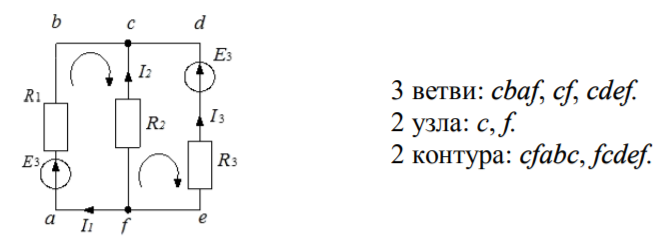 b
c
d
E3
I2
R1
R2
I3
R3
E3
a
I1
f
e
3 ветви: cbaf, cf, cdef.
2 узла: c, f.
2 контура: cfabc, fcdef.